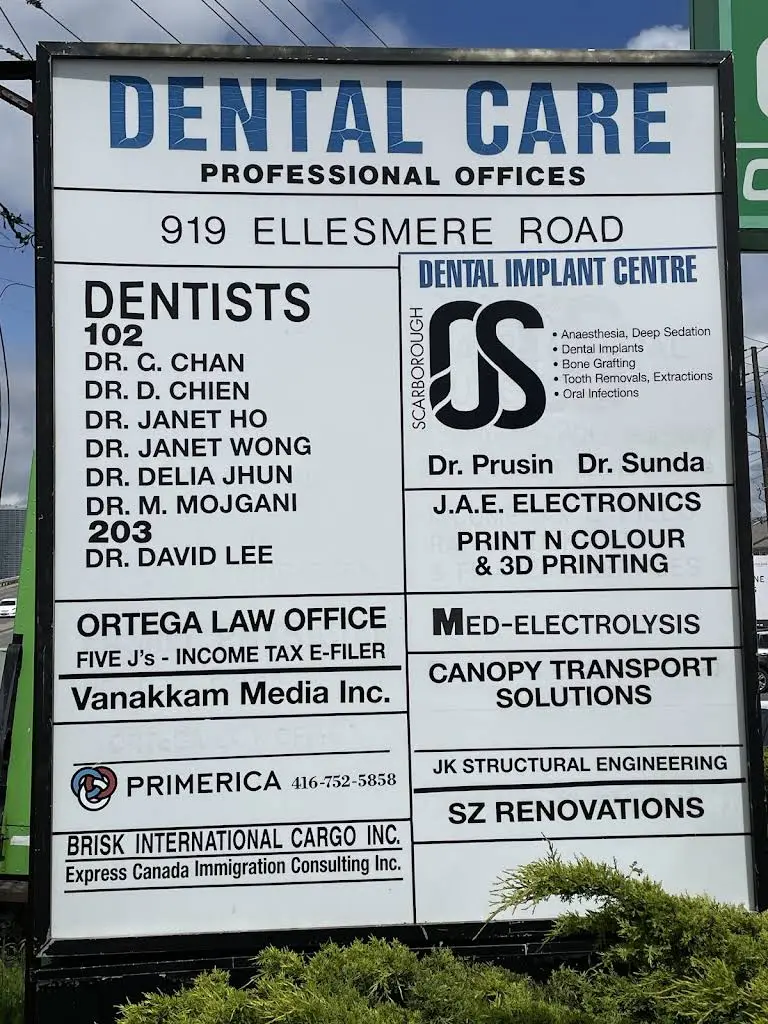 DENTAL CARE
PROFESSIONAL OFFICES
919 ELLESMERE ROAD
DENTISTS
102
DR. G. CHAN
DR. D. CHIEN
DR. JANET HO
DR. JANET WONG
DR. DELIA JHUN
DR. M. MOJGANI
203
DR. DAVID LEE
DENTAL IMPLANT CENTRE
SCARBOROUGH
OS
• Anaesthesia, Deep Sedation
• Dental Implants
• Bone Grafting
• Tooth Removals, Extractions
• Oral Infections
Dr. Prusin Dr. Sunda
J.A.E. ELECTRONICS
PRINT N COLOUR
& 3D PRINTING
ORTEGA LAW OFFICE
FIVE J's - INCOME TAX E-FILER
Vanakkam Media Inc.
PRIMERICA 416-752-5858
BRISK INTERNATIONAL CARGO INC.
Express Canada Immigration Consulting Inc.
MED-ELECTROLYSIS
CANOPY TRANSPORT
SOLUTIONS
JK STRUCTURAL ENGINEERING
SZ RENOVATIONS